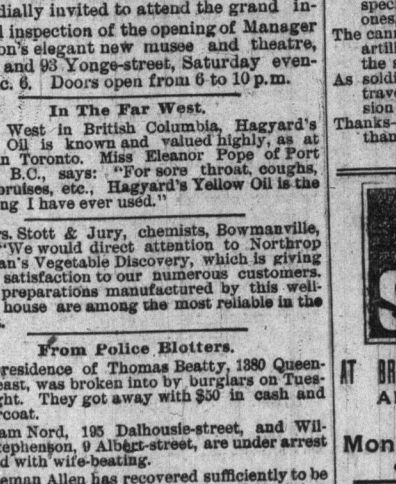 dially invited to attend the grand in-
inspection of the opening of Manager
on's elegant new musee and theatre,
and 93 Yonge-street, Saturday even-
c. 6. Doors open from 6 to 10 p.m.
In The Far West.
West in British Columbia, Hagyard's
Oil is known and valued highly, as at
n Toronto. Miss Eleanor Pope of Port
B.C., says: "For sore throat, coughs,
bruises, etc., Hagyard's Yellow Oil is the
ng I have ever used."
s. Stott & Jury, chemists, Bowmanville,
"We would direct attention to Northrop
an's Vegetable Discovery, which is giving
satisfaction to our numerous customers.
preparations manufactured by this well-
house are among the most reliable in the
From Police Blotters.
residence of Thomas Beatty, 1380 Queen-
east, was broken into by burglars on Tues-
ght. They got away with $50 in cash and
rcoat.
am Nord, 195 Dalhousie-street, and Wil-
ephenson, 9 Albert-street, are under arrest
d with wife-beating.
eman Allen has recovered sufficiently to be
spec
ones.
The cann
artill
the s
As soldi
trave
sion
Thanks-
than
S
AT BR
A
Mon